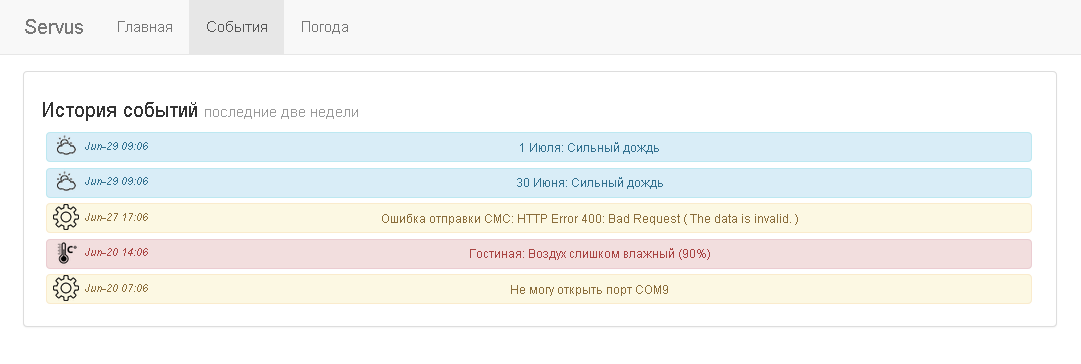 Servus Главная События Погода
История событий последние две недели
Jun-29 09:06 1 Июля: Сильный дождь
Jun-29 09:06 30 Июня: Сильный дождь
Jun-27 17:06 Ошибка отправки СМС: HTTP Error 400: Bad Request ( The data is invalid. )
C° Jun-20 14:06 Гостиная: Воздух слишком влажный (90%)
Jun-20 07:06 Не могу открыть порт COM9